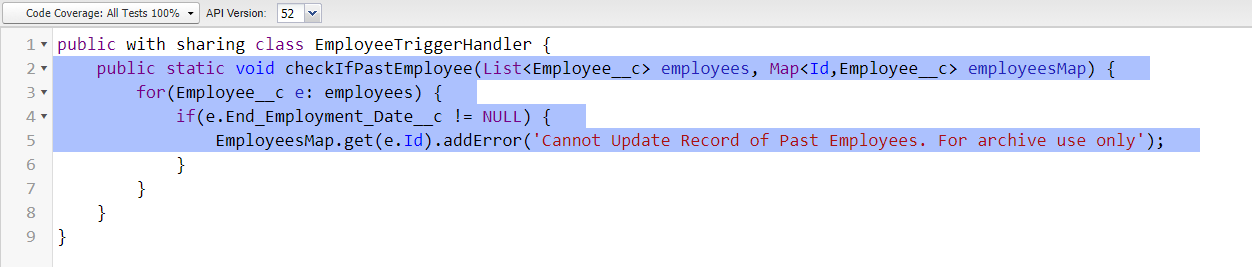 Code Coverage: All Tests 100% API Version: 52
1 public with sharing class EmployeeTriggerHandler {
2 public static void checkIfPastEmployee(List<Employee__c> employees, Map<Id,Employee__c> employeesMap) {
3 for(Employee__c e: employees) {
4 if(e.End_Employment_Date__c != NULL) {
5 EmployeesMap.get(e.Id).addError('Cannot Update Record of Past Employees. For archive use only');
6 }
7 }
8 }
9 }